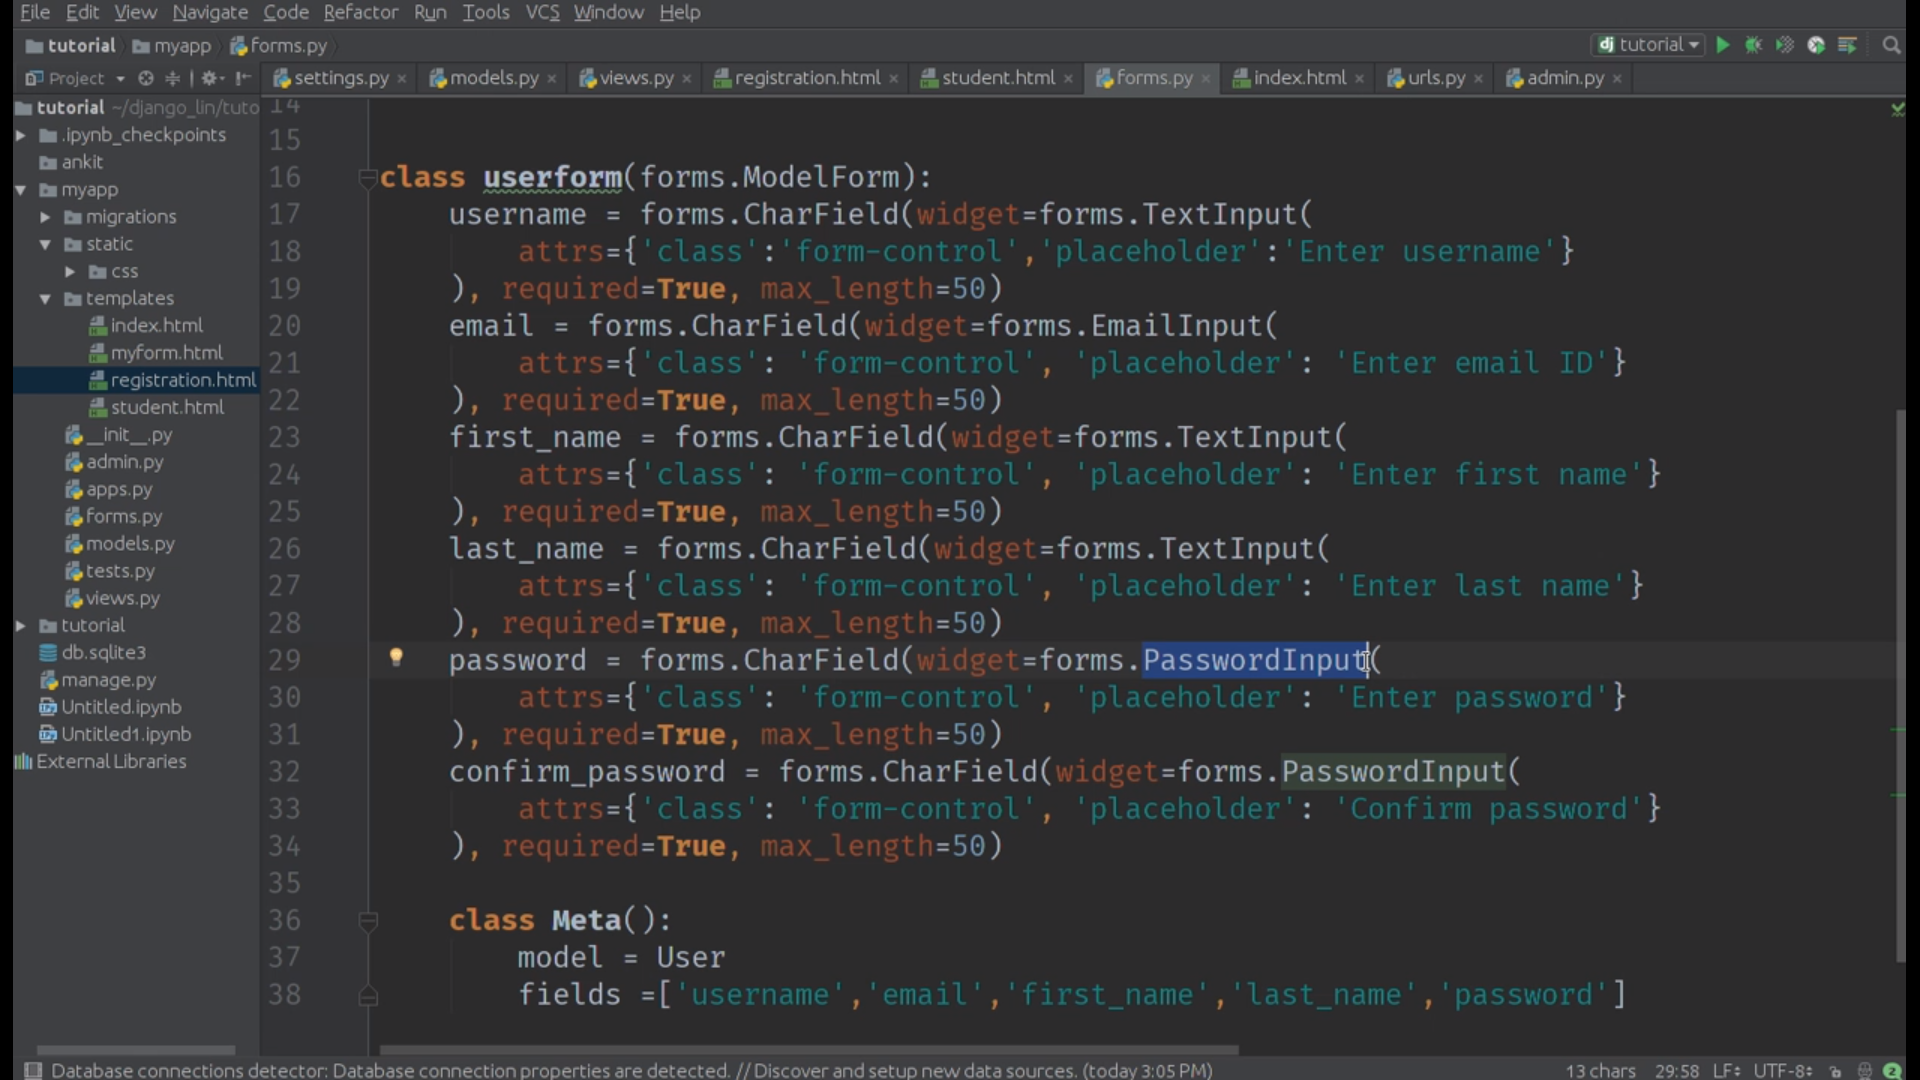 File Edit View Navigate Code Refactor Run Tools VCS Window Help
tutorial myapp forms.py
dj tutorial
Project
settings.py models.py views.py registration.html student.html forms.py index.html urls.py admin.py
tutorial ~/django_lin/tuto
.ipynb_checkpoints
ankit
myapp
migrations
static
css
templates
index.html
myform.html
registration.html
student.html
__init__.py
admin.py
apps.py
forms.py
models.py
tests.py
views.py
tutorial
db.sqlite3
manage.py
Untitled.ipynb
Untitled1.ipynb
External Libraries
14
15
16 class userform(forms.ModelForm):
17 username = forms.CharField(widget=forms.TextInput(
18 attrs={'class':'form-control','placeholder':'Enter username'}
19 ), required=True, max_length=50)
20 email = forms.CharField(widget=forms.EmailInput(
21 attrs={'class': 'form-control', 'placeholder': 'Enter email ID'}
22 ), required=True, max_length=50)
23 first_name = forms.CharField(widget=forms.TextInput(
24 attrs={'class': 'form-control', 'placeholder': 'Enter first name'}
25 ), required=True, max_length=50)
26 last_name = forms.CharField(widget=forms.TextInput(
27 attrs={'class': 'form-control', 'placeholder': 'Enter last name'}
28 ), required=True, max_length=50)
29 password = forms.CharField(widget=forms.PasswordInput(
30 attrs={'class': 'form-control', 'placeholder': 'Enter password'}
31 ), required=True, max_length=50)
32 confirm_password = forms.CharField(widget=forms.PasswordInput(
33 attrs={'class': 'form-control', 'placeholder': 'Confirm password'}
34 ), required=True, max_length=50)
35
36 class Meta():
37 model = User
38 fields =['username','email','first_name','last_name','password']
Database connections detector: Database connection properties are detected. // Discover and setup new data sources. (today 3:05 PM) 13 chars 29:58 LF÷ UTF-8÷ 2